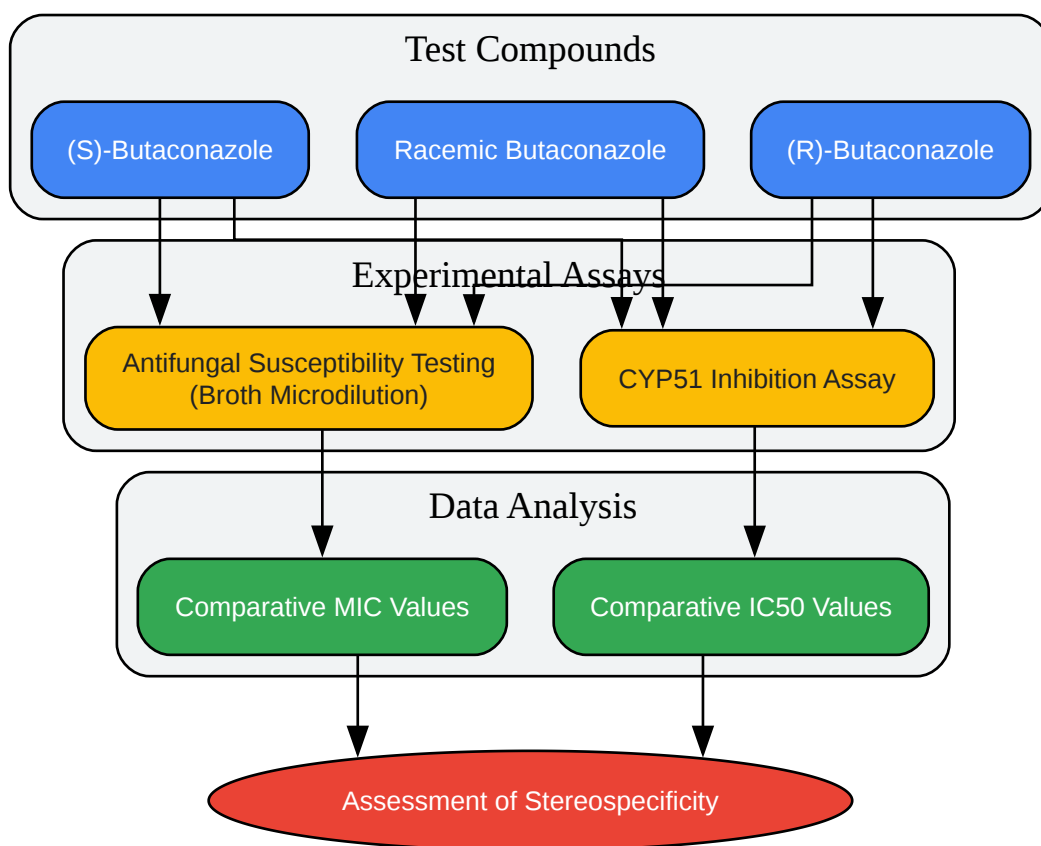 Test Compounds
(S)-Butaconazole
Racemic Butaconazole
(R)-Butaconazole
Experimental Assays
Antifungal Susceptibility Testing
(Broth Microdilution)
CYP51 Inhibition Assay
Data Analysis
Comparative MIC Values
Comparative IC50 Values
Assessment of Stereospecificity